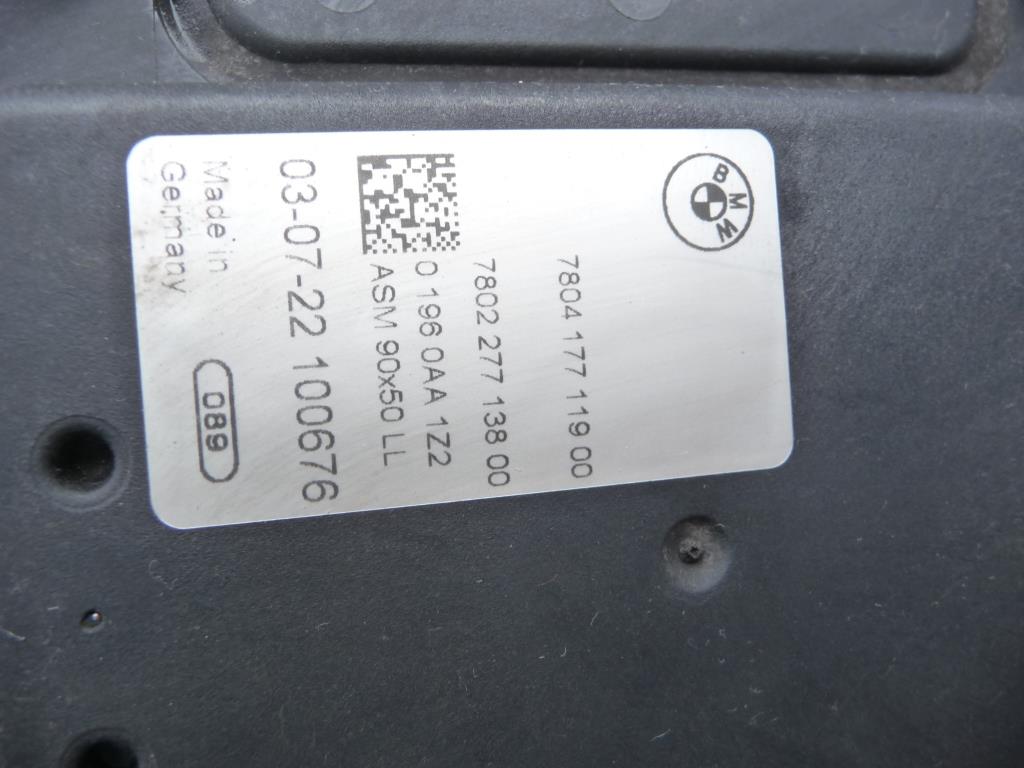 BMW
7804 177 119 00
7802 277 138 00
0 196 0AA 1Z2
ASM 90x50 LL
03-07-22 100676
Made in
Germany
089